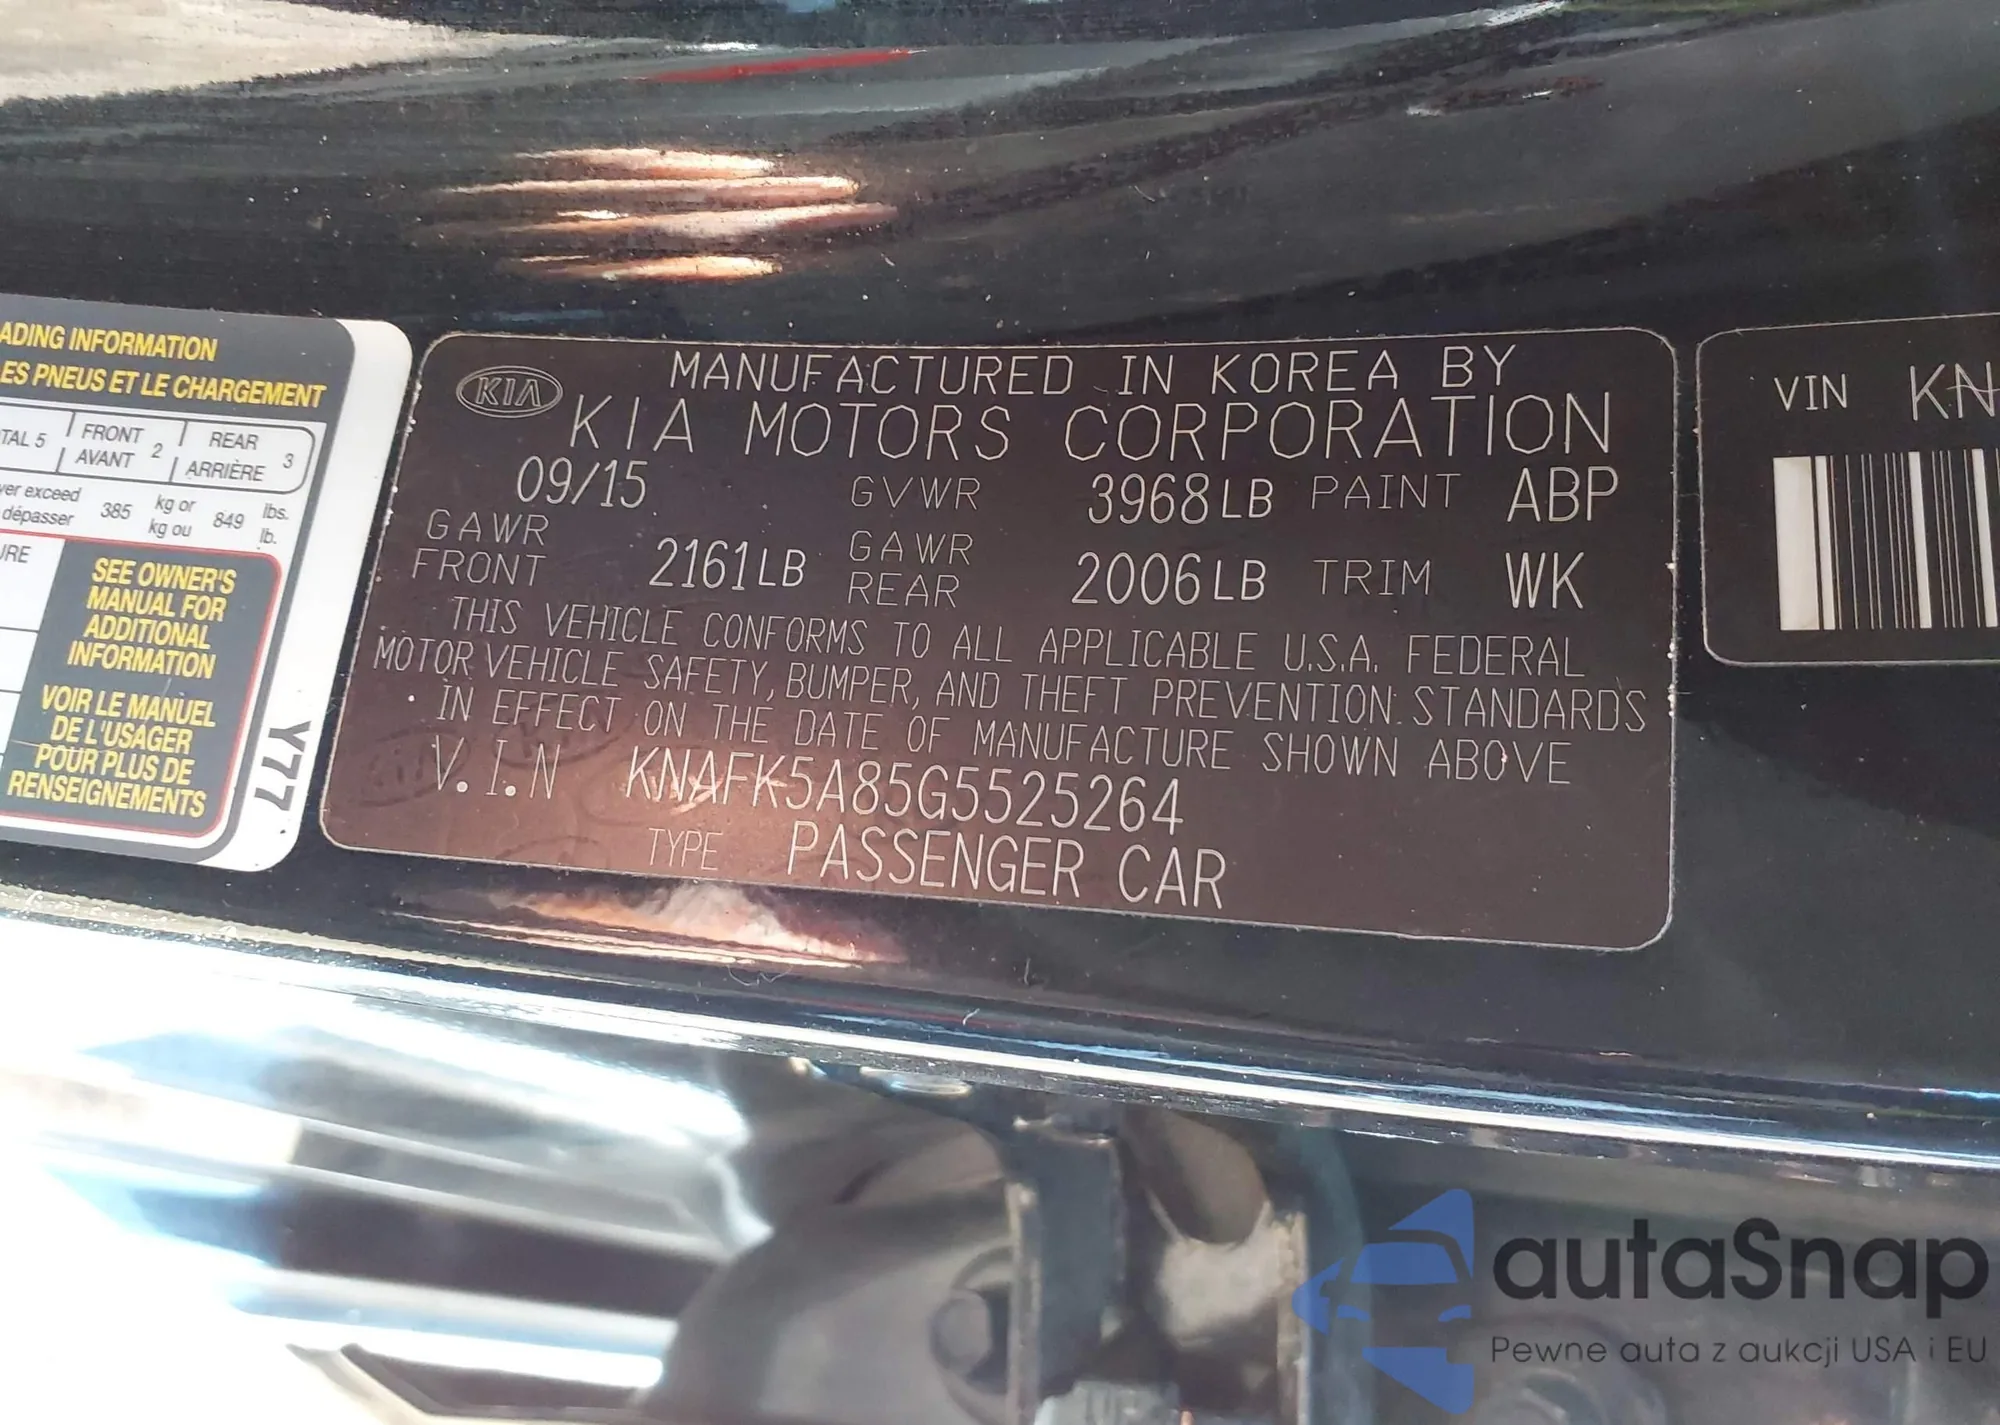 ADING INFORMATION
ES PNEUS ET LE CHARGEMENT
TAL 5 FRONT AVANT 2 REAR ARRIÈRE 3
ver exceed
dépasser 385 kg or kg ou 849 lbs. lb.
URE
SEE OWNER'S
MANUAL FOR
ADDITIONAL
INFORMATION
VOIR LE MANUEL
DE L'USAGER
POUR PLUS DE
RENSEIGNEMENTS
Y77
KIA
MANUFACTURED IN KOREA BY
KIA MOTORS CORPORATION
09/15 GVWR 3968LB PAINT ABP
GAWR FRONT 2161LB GAWR REAR 2006LB TRIM WK
THIS VEHICLE CONFORMS TO ALL APPLICABLE U.S.A. FEDERAL
MOTOR VEHICLE SAFETY, BUMPER, AND THEFT PREVENTION STANDARDS
IN EFFECT ON THE DATE OF MANUFACTURE SHOWN ABOVE
V.I.N KNAFK5A85G5525264
TYPE PASSENGER CAR
VIN KN
autaSnap
Pewne auta z aukcji USA i EU